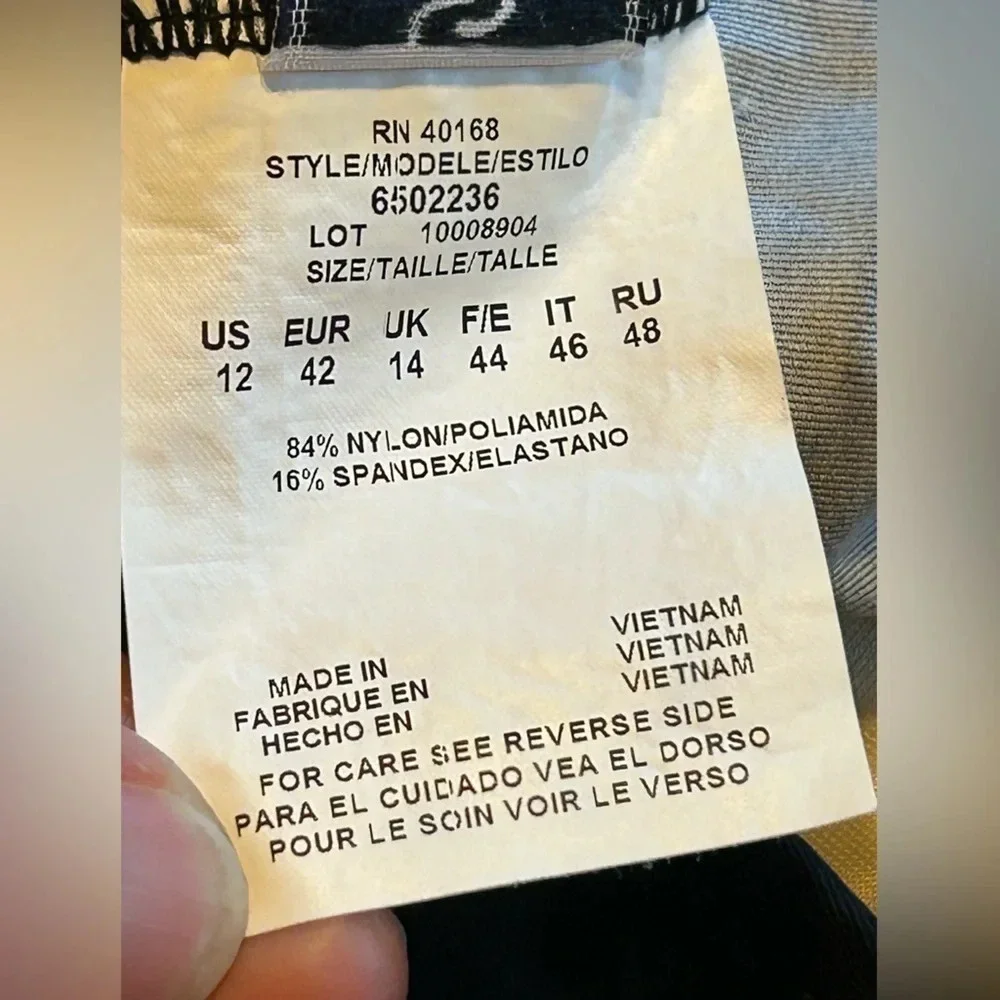 RN 40168
STYLE/MODELE/ESTILO
6502236
LOT 10008904
SIZE/TAILLE/TALLE
US EUR UK F/E IT RU
12 42 14 44 46 48
84% NYLON/POLIAMIDA
16% SPANDEX/ELASTANO
MADE IN VIETNAM
FABRIQUE EN VIETNAM
HECHO EN VIETNAM
FOR CARE SEE REVERSE SIDE
PARA EL CUIDADO VEA EL DORSO
POUR LE SOIN VOIR LE VERSO